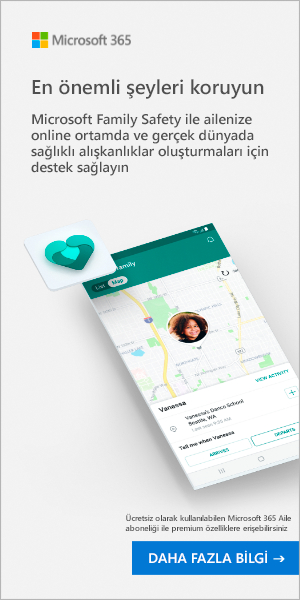 Microsoft 365
En önemli şeyleri koruyun
Microsoft Family Safety ile ailenize
online ortamda ve gerçek dünyada
sağlıklı alışkanlıklar oluşturmaları için
destek sağlayın
Family
List Map
VIEW ACTIVITY
Vanessa
Vanessa's Dance School
Seattle, WA
Tell me when Vanessa
ARRIVES
DEPARTS
Ücretsiz olarak kullanılabilen Microsoft 365 Aile
aboneliği ile premium özelliklere erişebilirsiniz
DAHA FAZLA BİLGİ →